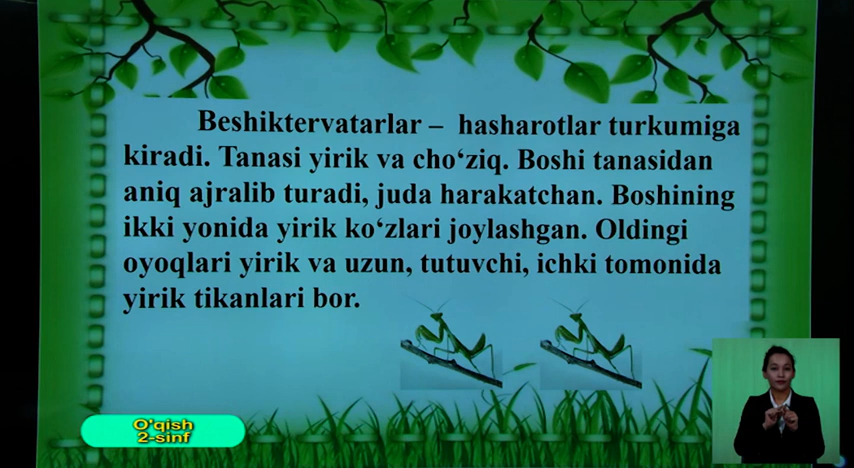 Beshiktervatarlar – hasharotlar turkumiga
kiradi. Tanasi yirik va cho‘ziq. Boshi tanasidan
aniq ajralib turadi, juda harakatchan. Boshining
ikki yonida yirik ko‘zlari joylashgan. Oldingi
oyoqlari yirik va uzun, tutuvchi, ichki tomonida
yirik tikanlari bor.
O'qish
2-sinf